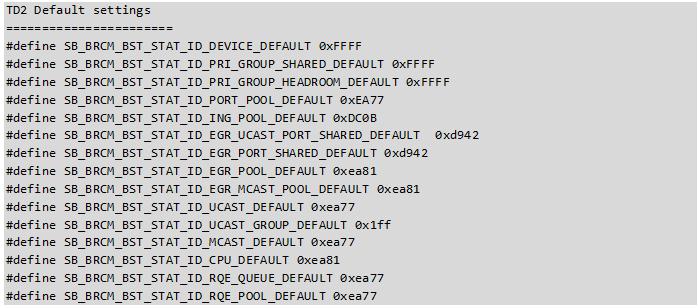 TD2 Default settings
=======================
#define SB_BRCM_BST_STAT_ID_DEVICE_DEFAULT 0xFFFF
#define SB_BRCM_BST_STAT_ID_PRI_GROUP_SHARED_DEFAULT 0xFFFF
#define SB_BRCM_BST_STAT_ID_PRI_GROUP_HEADROOM_DEFAULT 0xFFFF
#define SB_BRCM_BST_STAT_ID_PORT_POOL_DEFAULT 0xEA77
#define SB_BRCM_BST_STAT_ID_ING_POOL_DEFAULT 0xDC0B
#define SB_BRCM_BST_STAT_ID_EGR_UCAST_PORT_SHARED_DEFAULT  0xd942
#define SB_BRCM_BST_STAT_ID_EGR_PORT_SHARED_DEFAULT 0xd942
#define SB_BRCM_BST_STAT_ID_EGR_POOL_DEFAULT 0xea81
#define SB_BRCM_BST_STAT_ID_EGR_MCAST_POOL_DEFAULT 0xea81
#define SB_BRCM_BST_STAT_ID_UCAST_DEFAULT 0xea77
#define SB_BRCM_BST_STAT_ID_UCAST_GROUP_DEFAULT 0x1ff
#define SB_BRCM_BST_STAT_ID_MCAST_DEFAULT 0xea77
#define SB_BRCM_BST_STAT_ID_CPU_DEFAULT 0xea81
#define SB_BRCM_BST_STAT_ID_RQE_QUEUE_DEFAULT 0xea77
#define SB_BRCM_BST_STAT_ID_RQE_POOL_DEFAULT 0xea77